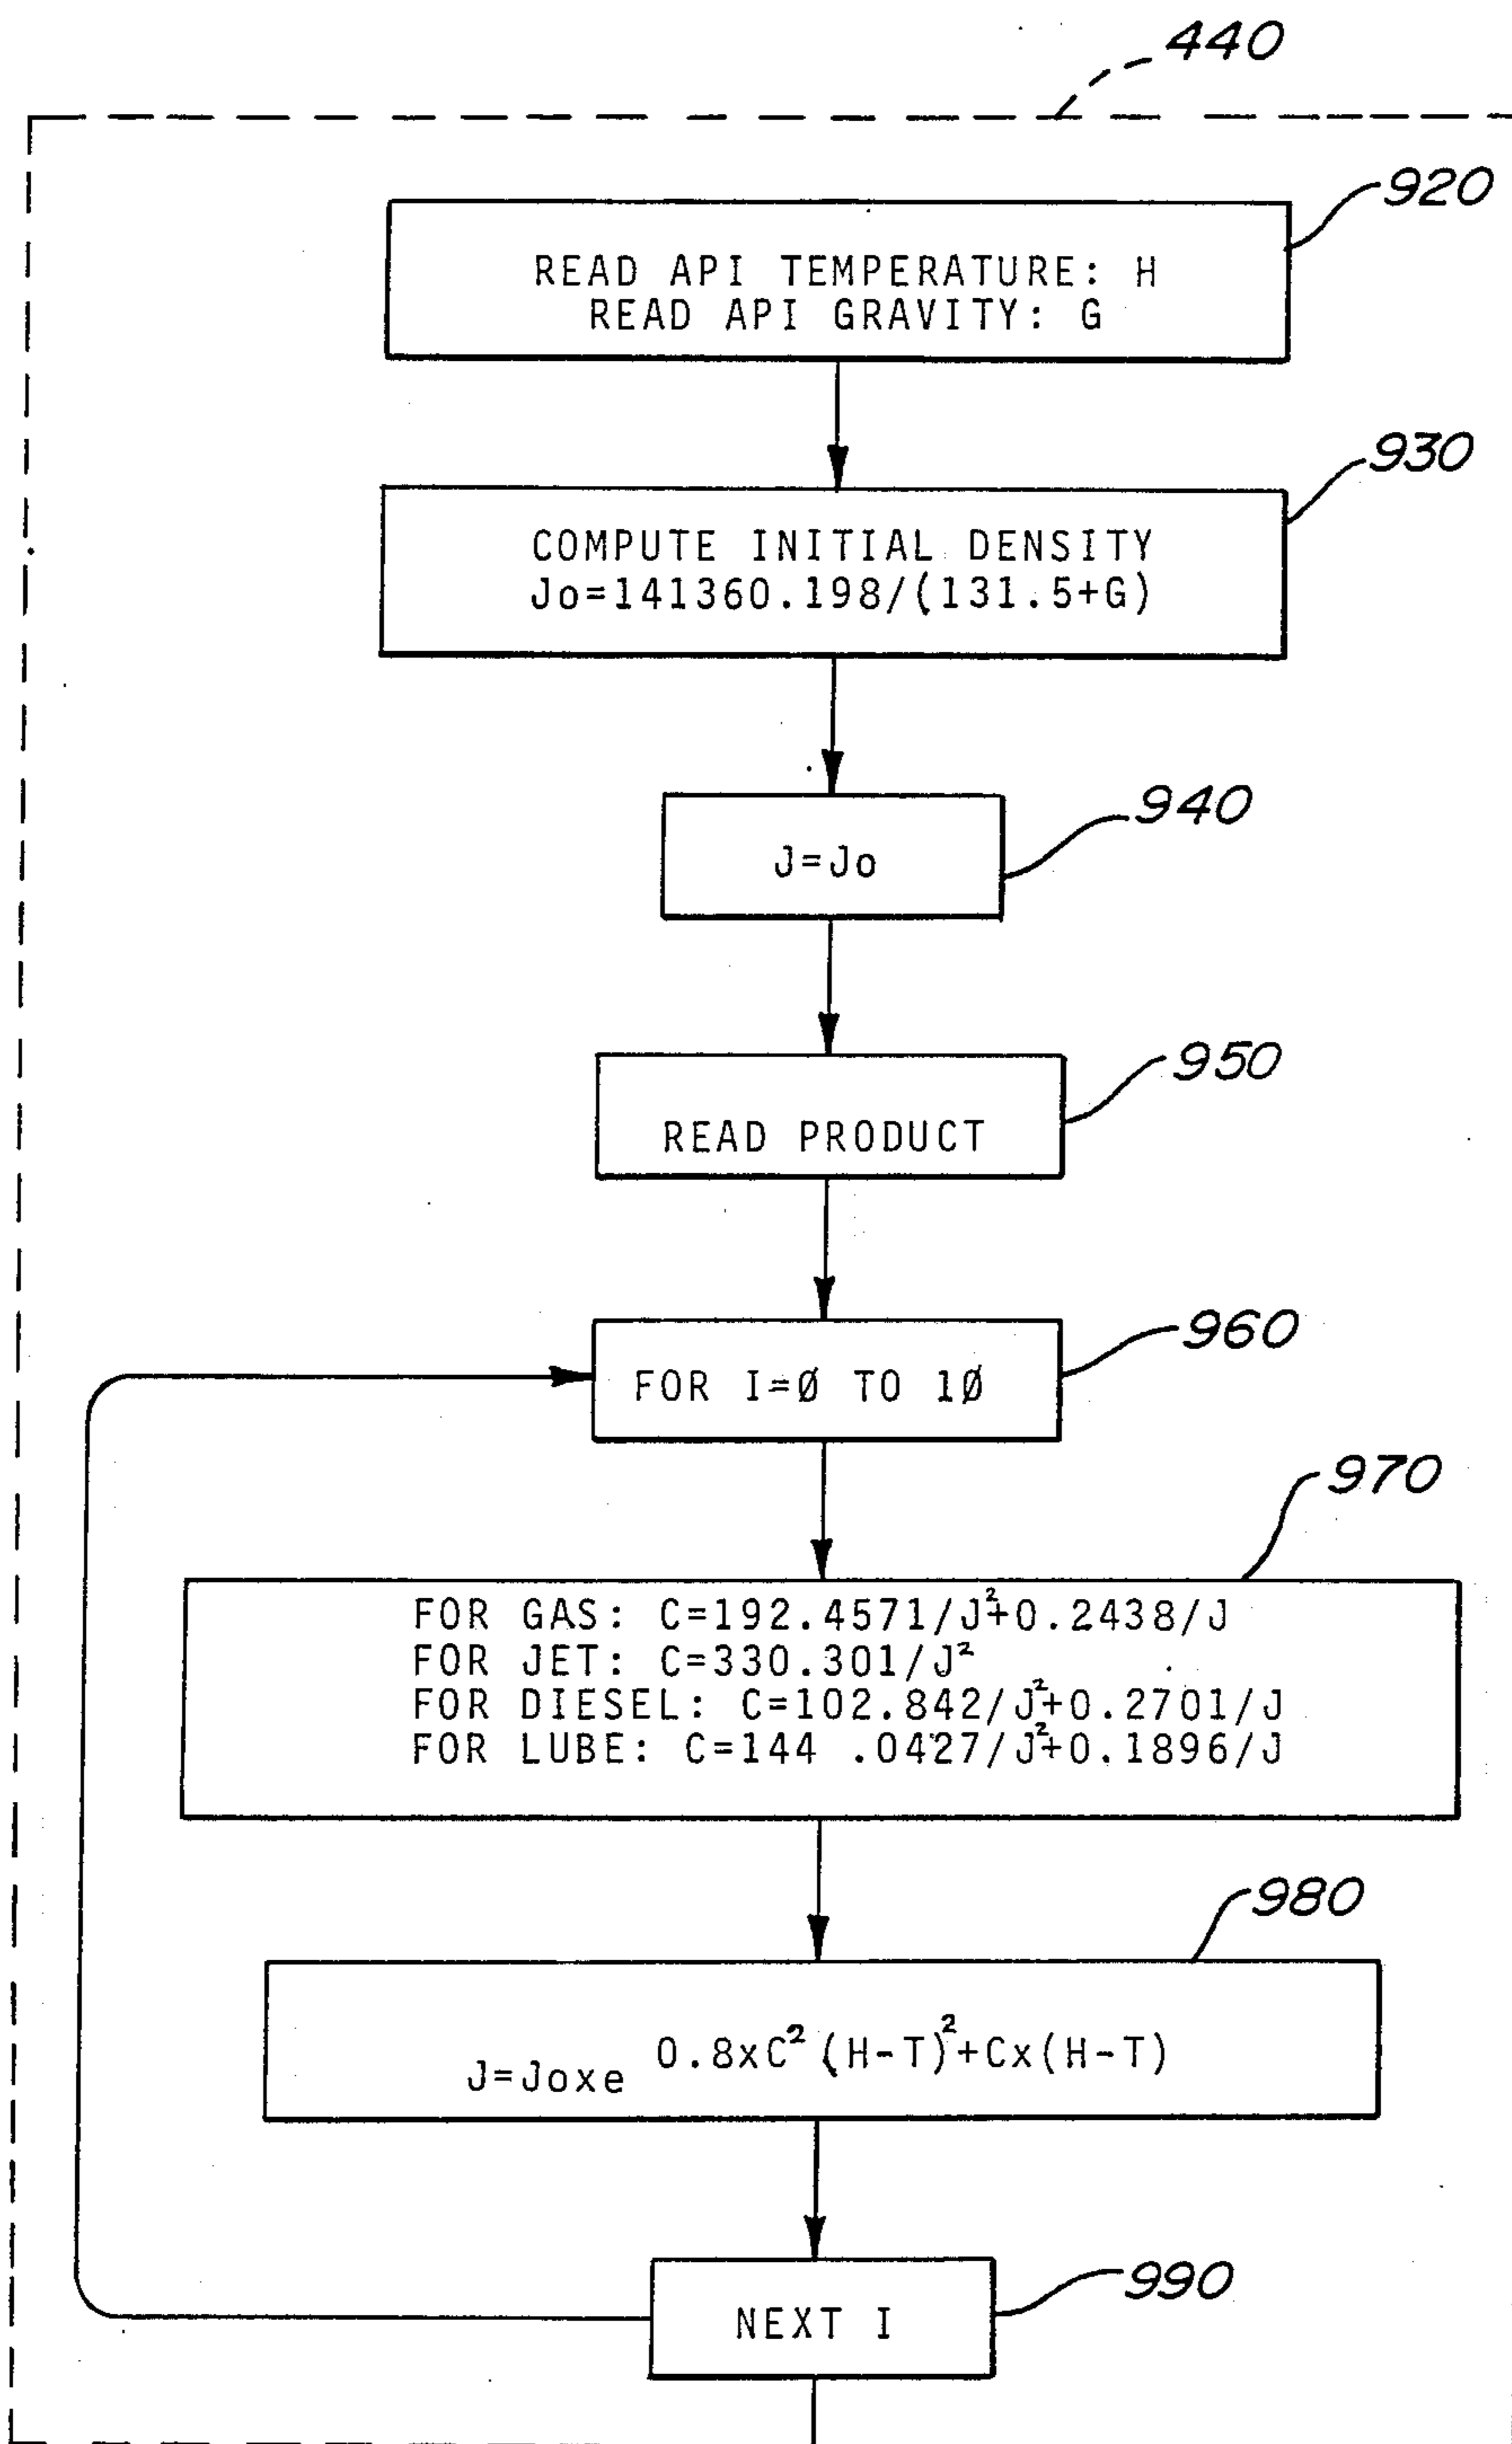 440
920
READ API TEMPERATURE: H
READ API GRAVITY: G
930
COMPUTE INITIAL DENSITY
Jo=141360.198/(131.5+G)
940
J=Jo
950
READ PRODUCT
960
FOR I=Ø TO 1Ø
970
FOR GAS: C=192.4571/J²+0.2438/J
FOR JET: C=330.301/J²
FOR DIESEL: C=102.842/J²+0.2701/J
FOR LUBE: C=144 .0427/J²+0.1896/J
980
J=Joxe 0.8xC²(H-T)²+Cx(H-T)
990
NEXT I